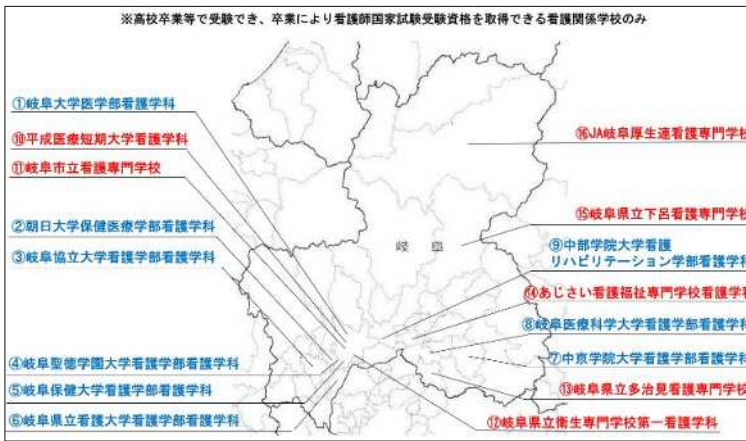 ※高校卒業等で受験でき、卒業により看護師国家試験受験資格を取得できる看護関係学校のみ
①岐阜大学医学部看護学科
⑩平成医療短期大学看護学科
⑪岐阜市立看護専門学校
②朝日大学保健医療学部看護学科
③岐阜協立大学看護学部看護学科
④岐阜聖徳学園大学看護学部看護学科
⑤岐阜保健大学看護学部看護学科
⑥岐阜県立看護大学看護学部看護学科
岐阜
⑯JA岐阜厚生連看護専門学校
⑮岐阜県立下呂看護専門学校
⑨中部学院大学看護
リハビリテーション学部看護学科
⑭あじさい看護福祉専門学校看護学科
⑧岐阜医療科学大学看護学部看護学科
⑦中京学院大学看護学部看護学科
⑬岐阜県立多治見看護専門学校
⑫岐阜県立衛生専門学校第一看護学科